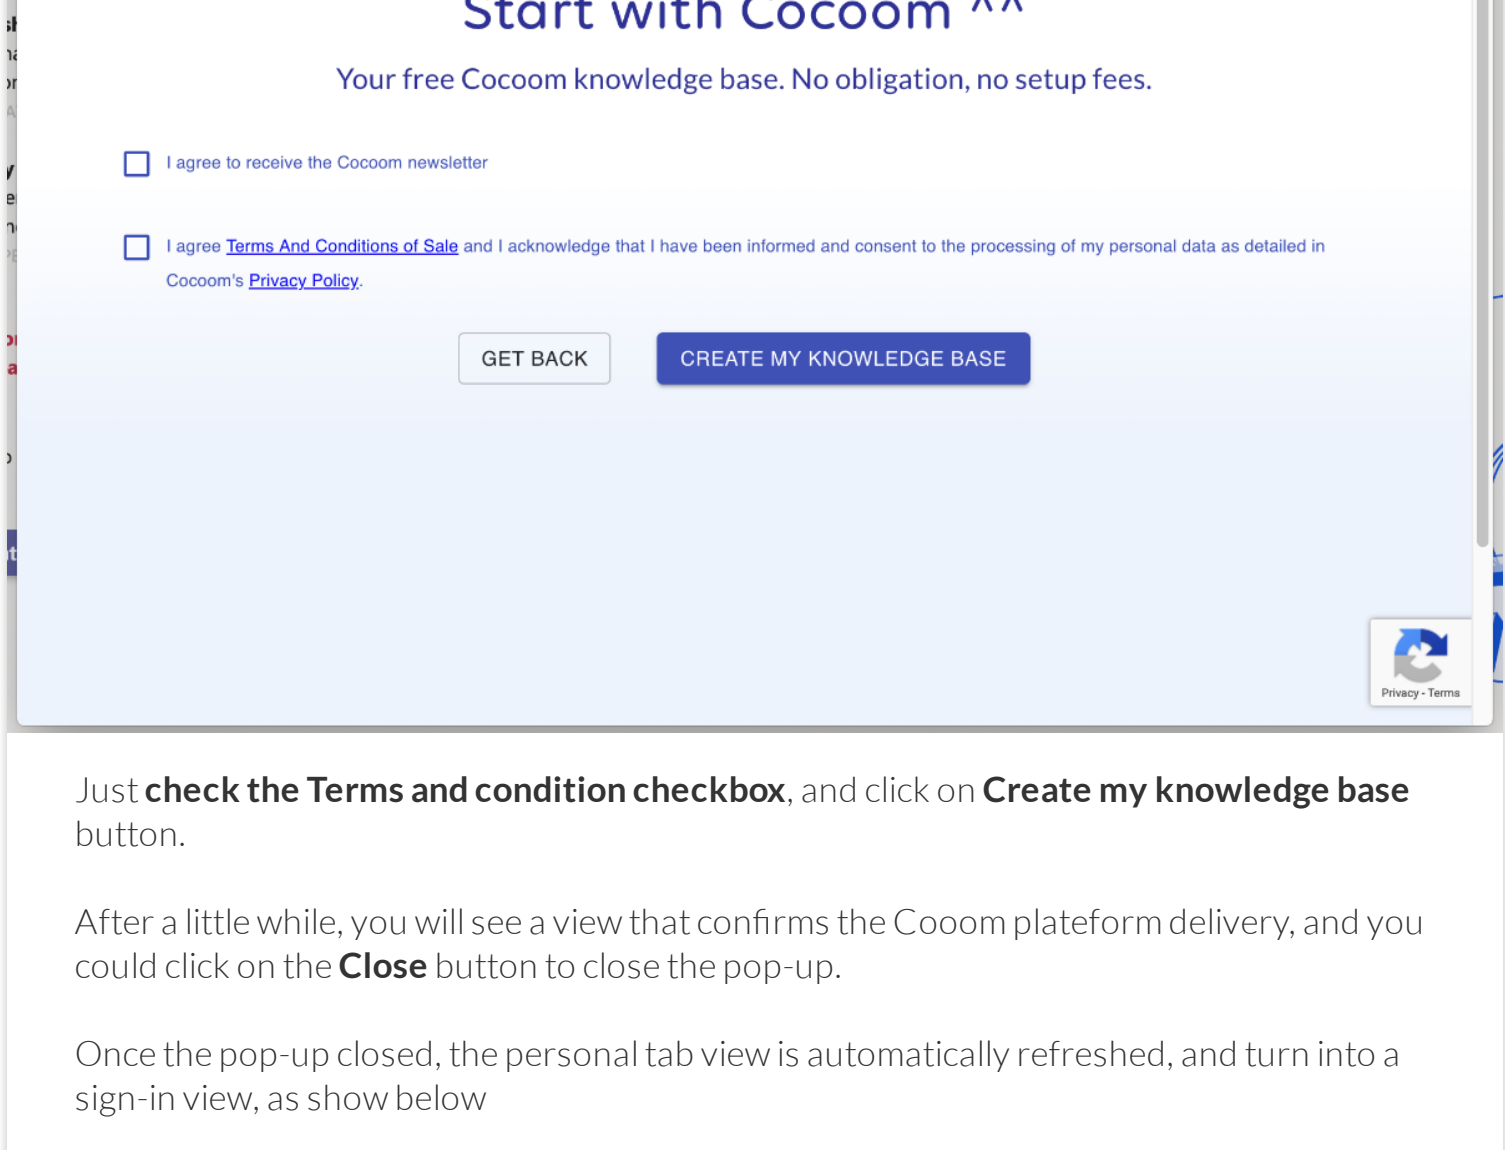 Start with Cocoom ^^
Your free Cocoom knowledge base. No obligation, no setup fees.
I agree to receive the Cocoom newsletter
I agree Terms And Conditions of Sale and I acknowledge that I have been informed and consent to the processing of my personal data as detailed in
Cocoom's Privacy Policy.
GET BACK
CREATE MY KNOWLEDGE BASE
Privacy - Terms
Just check the Terms and condition checkbox, and click on Create my knowledge base
button.
After a little while, you will see a view that confirms the Cooom plateform delivery, and you
could click on the Close button to close the pop-up.
Once the pop-up closed, the personal tab view is automatically refreshed, and turn into a
sign-in view, as show below